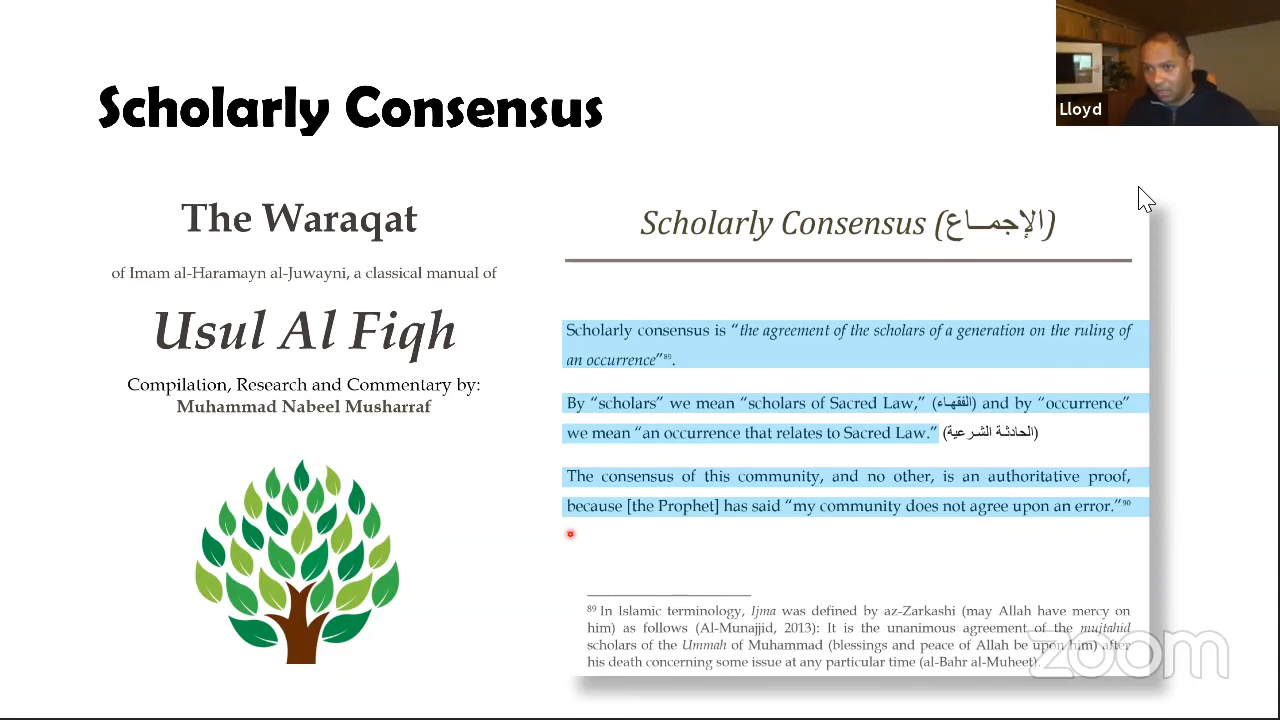 Scholarly Consensus
Lloyd
The Waraqat
of Imam al-Haramayn al-Juwayni, a classical manual of
Usul Al Fiqh
Compilation, Research and Commentary by:
Muhammad Nabeel Musharraf
Scholarly Consensus (الإجمـاع)
Scholarly consensus is “the agreement of the scholars of a generation on the ruling of
an occurrence”⁸⁹.
By “scholars” we mean “scholars of Sacred Law,” (الفقهاء) and by “occurrence”
we mean “an occurrence that relates to Sacred Law.” (الحادثة الشرعية)
The consensus of this community, and no other, is an authoritative proof,
because [the Prophet] has said “my community does not agree upon an error.”⁹⁰
⁸⁹ In Islamic terminology, Ijma was defined by az-Zarkashi (may Allah have mercy on
him) as follows (Al-Munajjid, 2013): It is the unanimous agreement of the mujtahid
scholars of the Ummah of Muhammad (blessings and peace of Allah be upon him) after
his death concerning some issue at any particular time (al-Bahr al-Muheet).
zoom